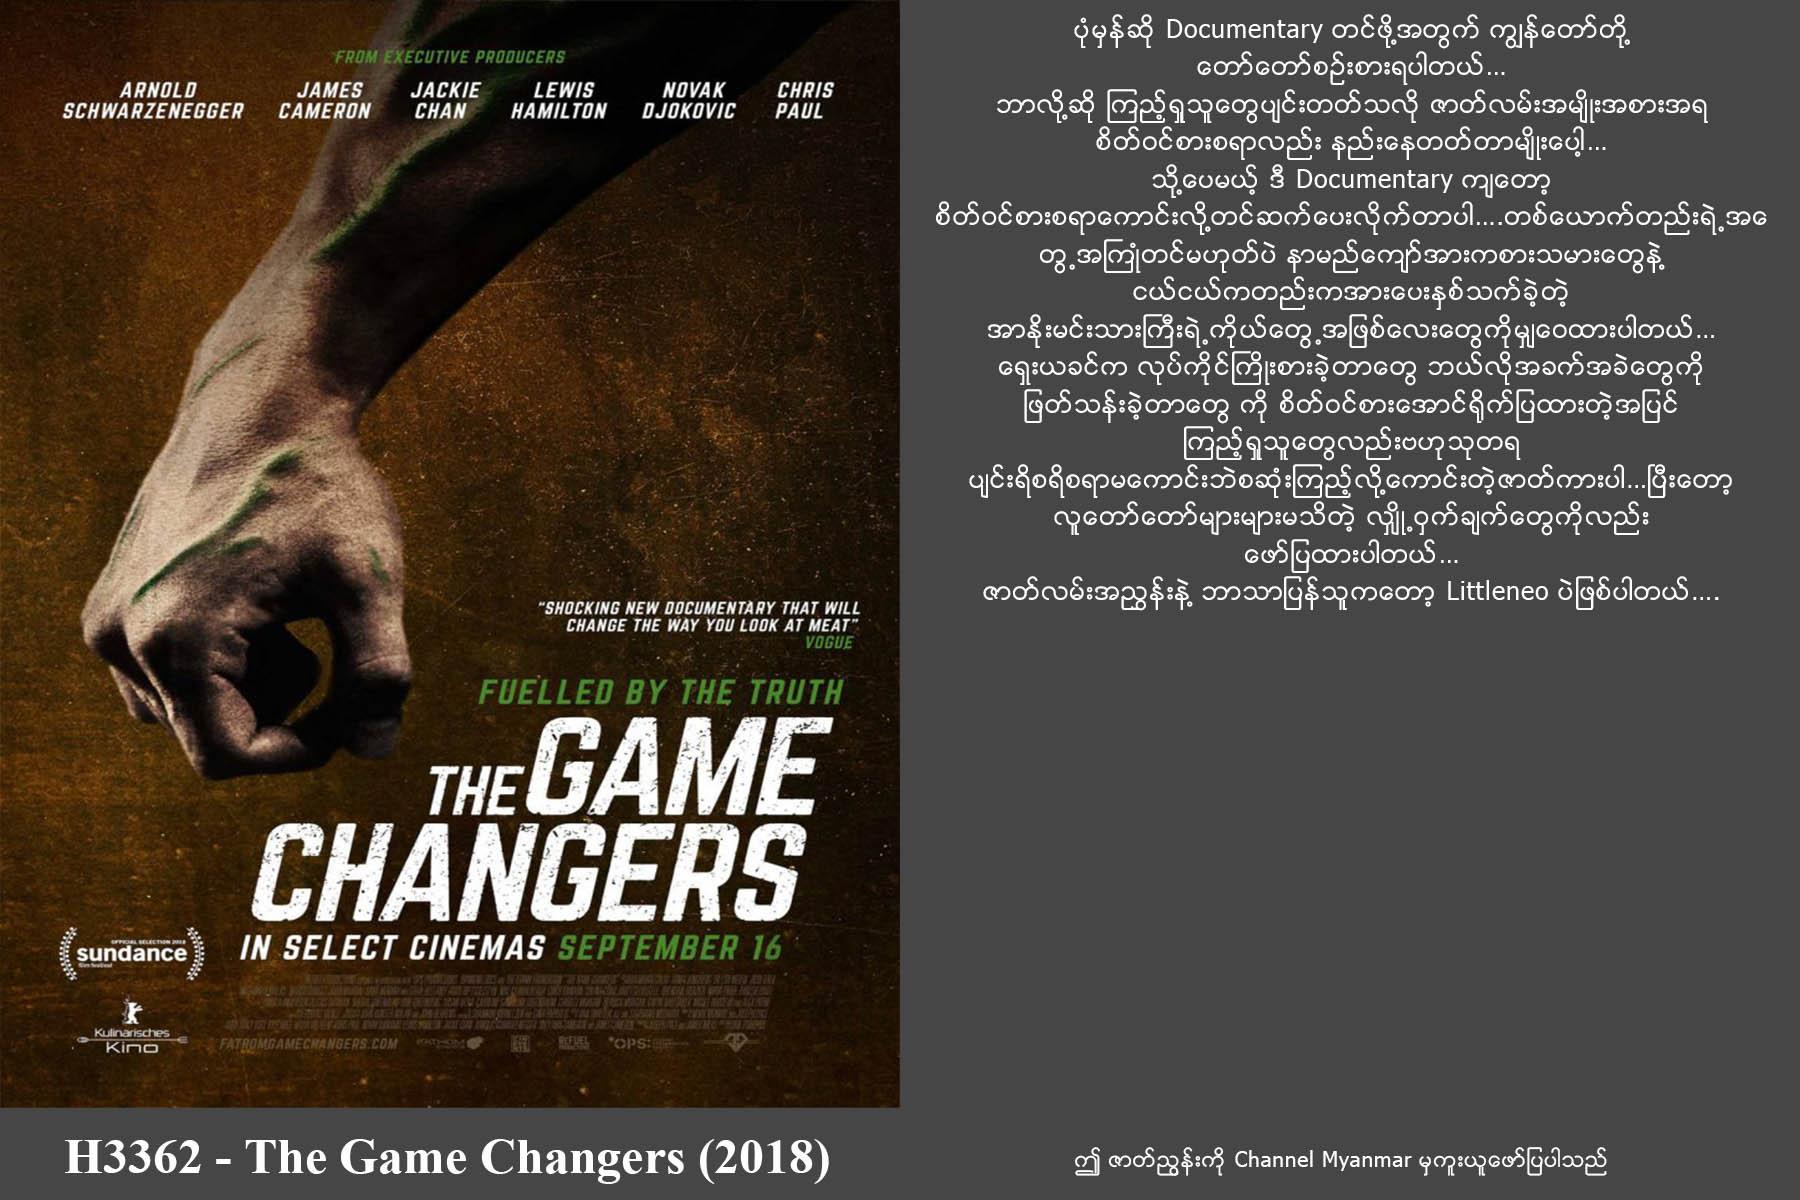 FROM EXECUTIVE PRODUCERS
ARNOLD SCHWARZENEGGER
JAMES CAMERON
JACKIE CHAN
LEWIS HAMILTON
NOVAK DJOKOVIC
CHRIS PAUL
"SHOCKING NEW DOCUMENTARY THAT WILL
CHANGE THE WAY YOU LOOK AT MEAT"
VOGUE
FUELLED BY THE TRUTH
THE GAME
CHANGERS
IN SELECT CINEMAS SEPTEMBER 16
OFFICIAL SELECTION 2018
sundance
film festival
Kulinarisches
Kino
FATHOMGAMECHANGERS.COM
H3362 - The Game Changers (2018)
ပုံမှန်ဆို Documentary တင်ဖို့အတွက် ကျွန်တော်တို့
တော်တော်စဉ်းစားရပါတယ်...
ဘာလို့ဆို ကြည့်ရှုသူတွေပျင်းတတ်သလို ဇာတ်လမ်းအမျိုးအစားအရ
စိတ်ဝင်စားစရာလည်း နည်းနေတတ်တာမျိုးပေါ့...
သို့ပေမယ့် ဒီ Documentary ကျတော့
စိတ်ဝင်စားစရာကောင်းလို့တင်ဆက်ပေးလိုက်တာပါ....တစ်ယောက်တည်းရဲ့အေ
တွ့အကြုံတင်မဟုတ်ပဲ နာမည်ကျော်အားကစားသမားတွေနဲ့
ငယ်ငယ်ကတည်းကအားပေးနှစ်သက်ခဲ့တဲ့
အာနိုးမင်းသားကြီးရဲ့ကိုယ်တွေ့အဖြစ်လေးတွေကိုမျှဝေထားပါတယ်...
ရှေးယခင်က လုပ်ကိုင်ကြိုးစားခဲ့တာတွေ ဘယ်လိုအခက်အခဲတွေကို
ဖြတ်သန်းခဲ့တာတွေ ကို စိတ်ဝင်စားအောင်ရိုက်ပြထားတဲ့အပြင်
ကြည့်ရှုသူတွေလည်းဗဟုသုတရ
ပျင်းရိစရိစရာမကောင်းဘဲစဆုံးကြည့်လို့ကောင်းတဲ့ဇာတ်ကားပါ...ပြီးတော့
လူတော်တော်များများမသိတဲ့ လျှို့ဝှက်ချက်တွေကိုလည်း
ဖော်ပြထားပါတယ်...
ဇာတ်လမ်းအညွှန်းနဲ့ ဘာသာပြန်သူကတော့ Littleneo ပဲဖြစ်ပါတယ်....
ဤ ဇာတ်ညွှန်းကို Channel Myanmar မှကူးယူဖော်ပြပါသည်